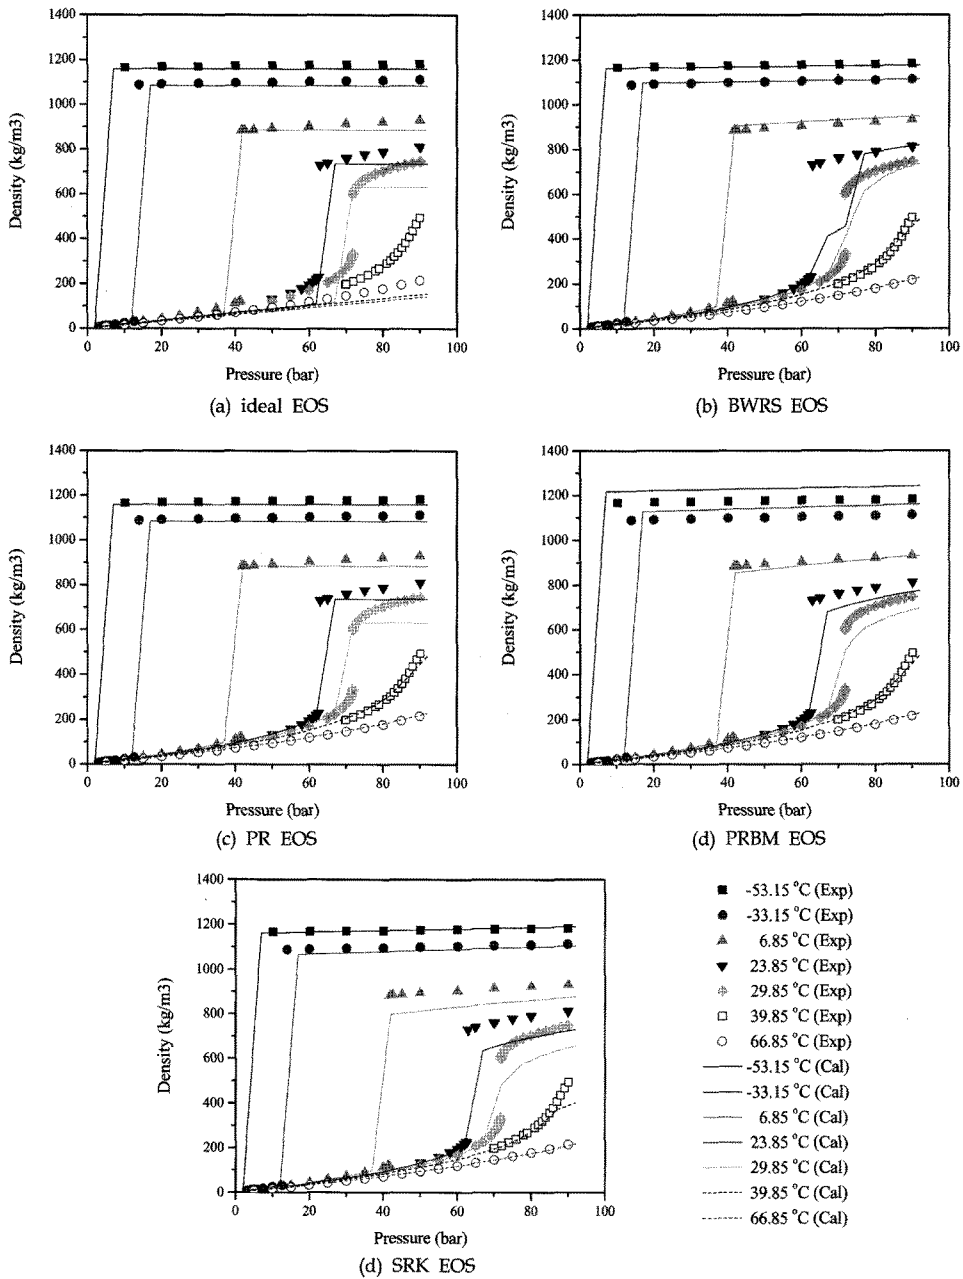 1400
1200
1000
800
600
400
200
0
Density (kg/m3)
0 20 40 60 80 100
Pressure (bar)
(a) ideal EOS
1400
1200
1000
800
600
400
200
0
Density (kg/m3)
0 20 40 60 80 100
Pressure (bar)
(b) BWRS EOS
1400
1200
1000
800
600
400
200
0
Density (kg/m3)
0 20 40 60 80 100
Pressure (bar)
(c) PR EOS
1400
1200
1000
800
600
400
200
0
Density (kg/m3)
0 20 40 60 80 100
Pressure (bar)
(d) PRBM EOS
1400
1200
1000
800
600
400
200
0
Density (kg/m3)
0 20 40 60 80 100
Pressure (bar)
(d) SRK EOS
-53.15 °C (Exp)
-33.15 °C (Exp)
6.85 °C (Exp)
23.85 °C (Exp)
29.85 °C (Exp)
39.85 °C (Exp)
66.85 °C (Exp)
-53.15 °C (Cal)
-33.15 °C (Cal)
6.85 °C (Cal)
23.85 °C (Cal)
29.85 °C (Cal)
39.85 °C (Cal)
66.85 °C (Cal)